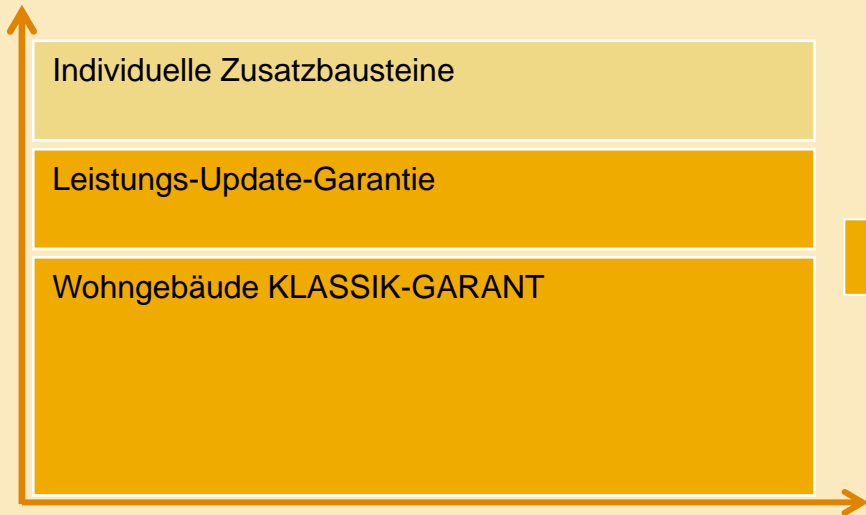 Individuelle Zusatzbausteine
Leistungs-Update-Garantie
Wohngebäude KLASSIK-GARANT